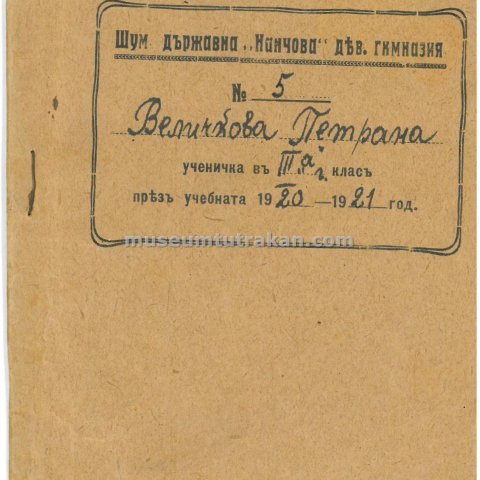 Шум. държавна „Нанчова“ дѣв. гимназия
№ 5
Величкова Петрана
ученичка въ III а г. класъ
прѣзъ учебната 1920—1921 год.
museumtutrakan.com